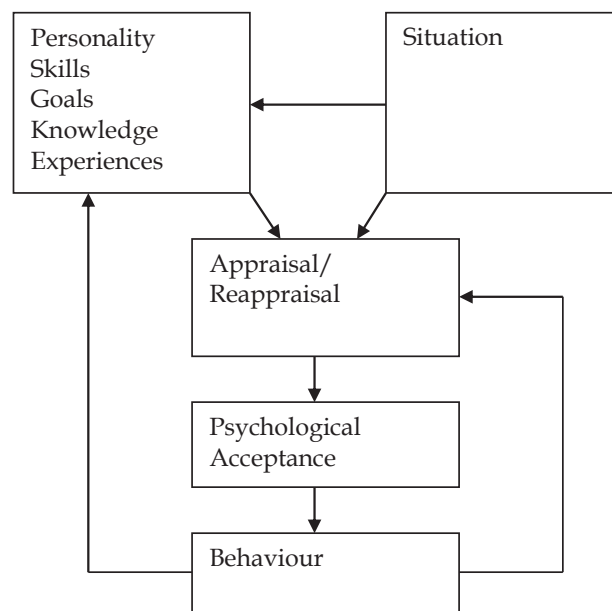 Personality
Skills
Goals
Knowledge
Experiences
Situation
Appraisal/
Reappraisal
Psychological
Acceptance
Behaviour